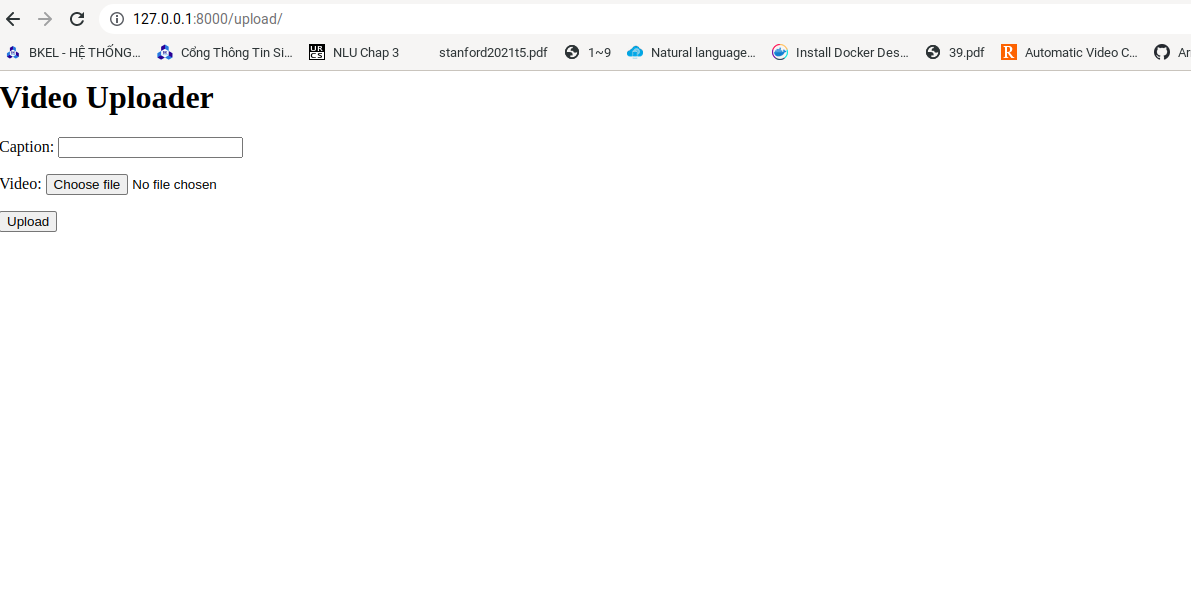 127.0.0.1:8000/upload/
BKEL - HỆ THỐNG... Cổng Thông Tin Si... URCS NLU Chap 3 stanford2021t5.pdf 1~9 Natural language... Install Docker Des... 39.pdf R Automatic Video C... Ar
Video Uploader
Caption:
Video: Choose file No file chosen
Upload